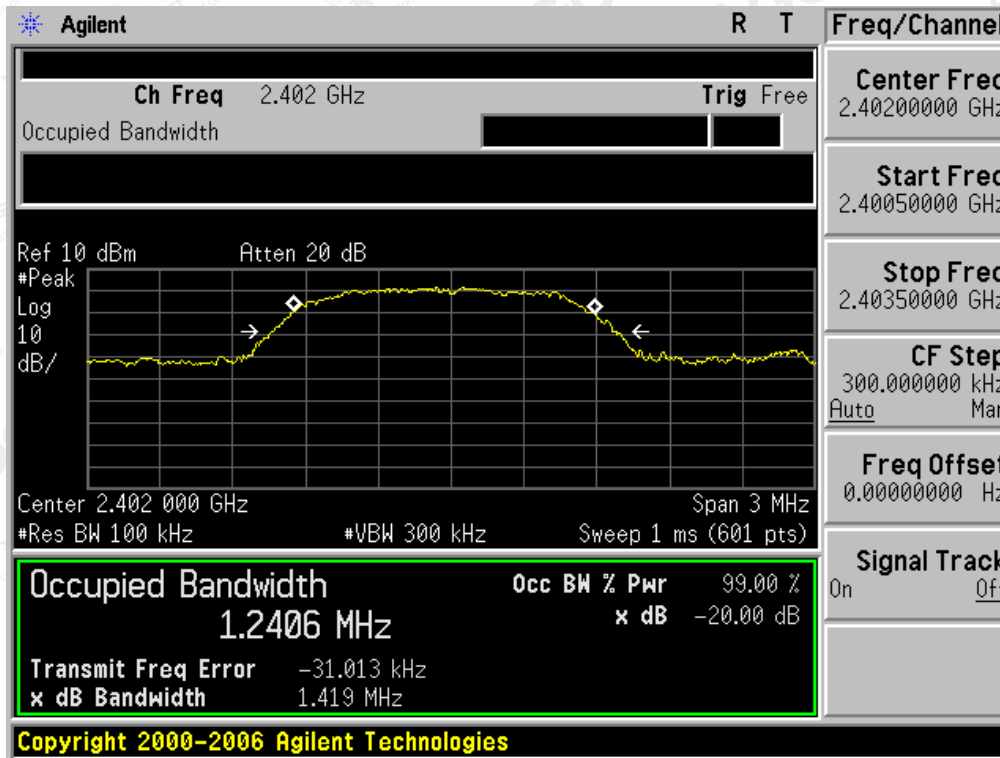 Agilent R T
Ch Freq 2.402 GHz Trig Free
Occupied Bandwidth
Ref 10 dBm Atten 20 dB
#Peak
Log
10
dB/
Center 2.402 000 GHz Span 3 MHz
#Res BW 100 kHz #VBW 300 kHz Sweep 1 ms (601 pts)
Occupied Bandwidth Occ BW % Pwr 99.00 %
1.2406 MHz x dB -20.00 dB
Transmit Freq Error -31.013 kHz
x dB Bandwidth 1.419 MHz
Copyright 2000-2006 Agilent Technologies
Freq/Channel
Center Freq
2.40200000 GHz
Start Freq
2.40050000 GHz
Stop Freq
2.40350000 GHz
CF Step
300.000000 kHz
Auto Man
Freq Offset
0.00000000 Hz
Signal Track
On Off